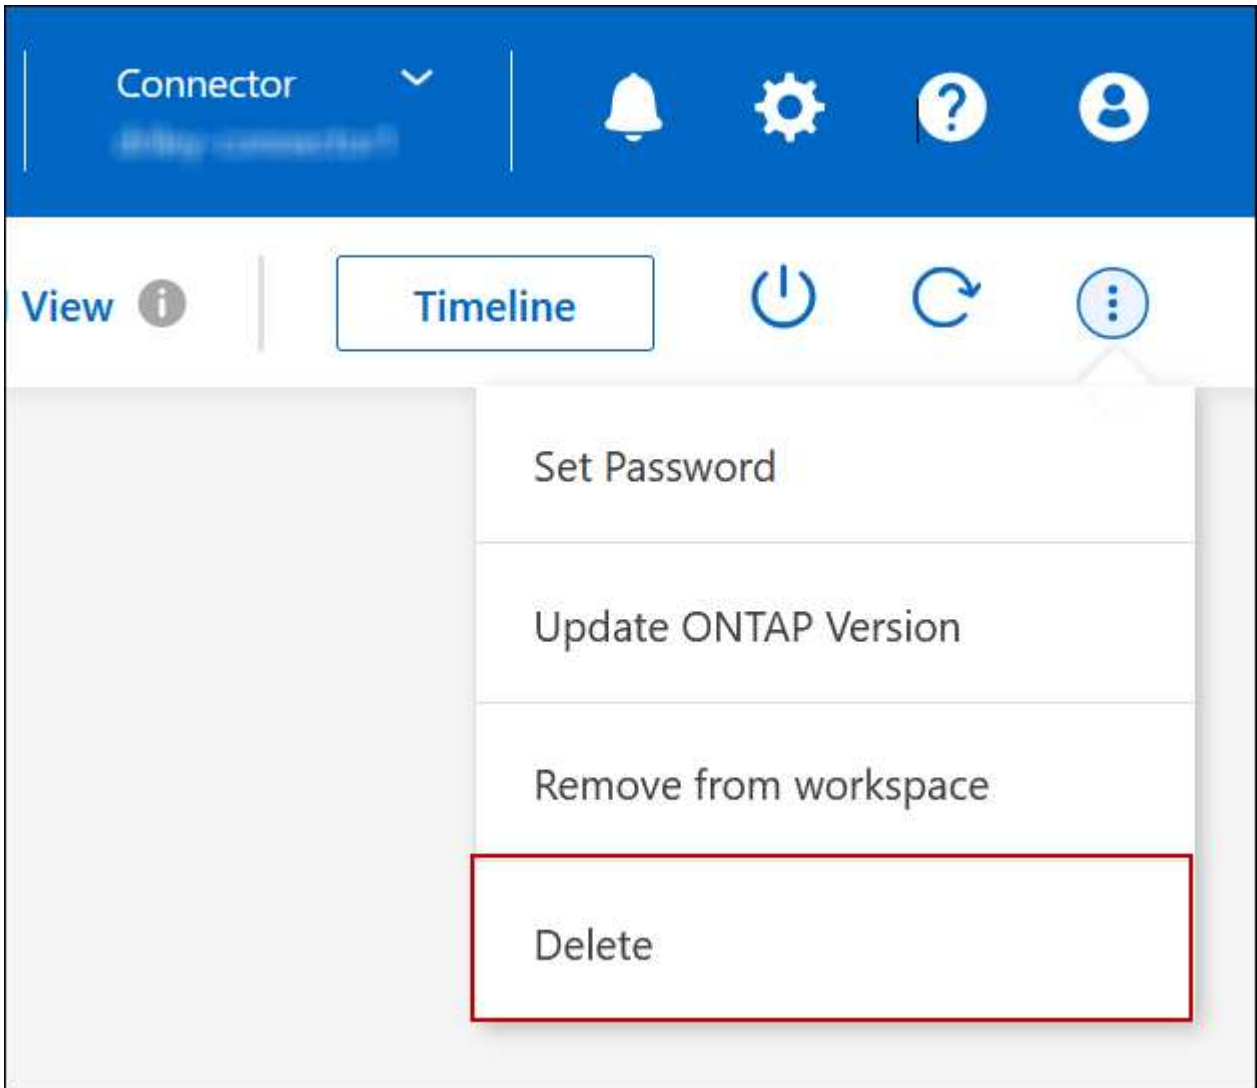 Connector
View
Timeline
Set Password
Update ONTAP Version
Remove from workspace
Delete